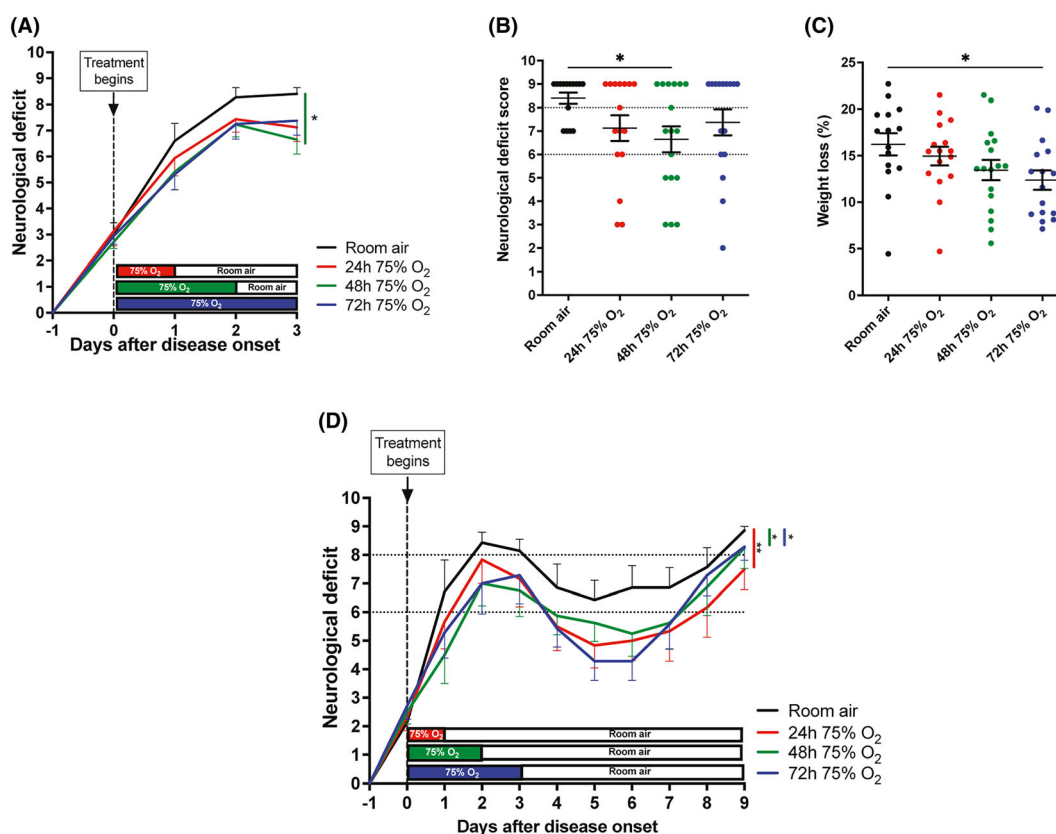 (A)
Treatment
begins
Neurological deficit
10
9
8
7
6
5
4
3
2
1
0
*
75% O2 Room air
75% O2 Room air
75% O2
-1 0 1 2 3
Days after disease onset
Room air
24h 75% O2
48h 75% O2
72h 75% O2
(B)
*
Neurological deficit score
10
9
8
7
6
5
4
3
2
1
0
Room air
24h 75% O2
48h 75% O2
72h 75% O2
(C)
*
Weight loss (%)
25
20
15
10
5
0
Room air
24h 75% O2
48h 75% O2
72h 75% O2
(D)
Treatment
begins
Neurological deficit
10
9
8
7
6
5
4
3
2
1
0
** * *
75% O2 Room air
75% O2 Room air
75% O2 Room air
-1 0 1 2 3 4 5 6 7 8 9
Days after disease onset
Room air
24h 75% O2
48h 75% O2
72h 75% O2